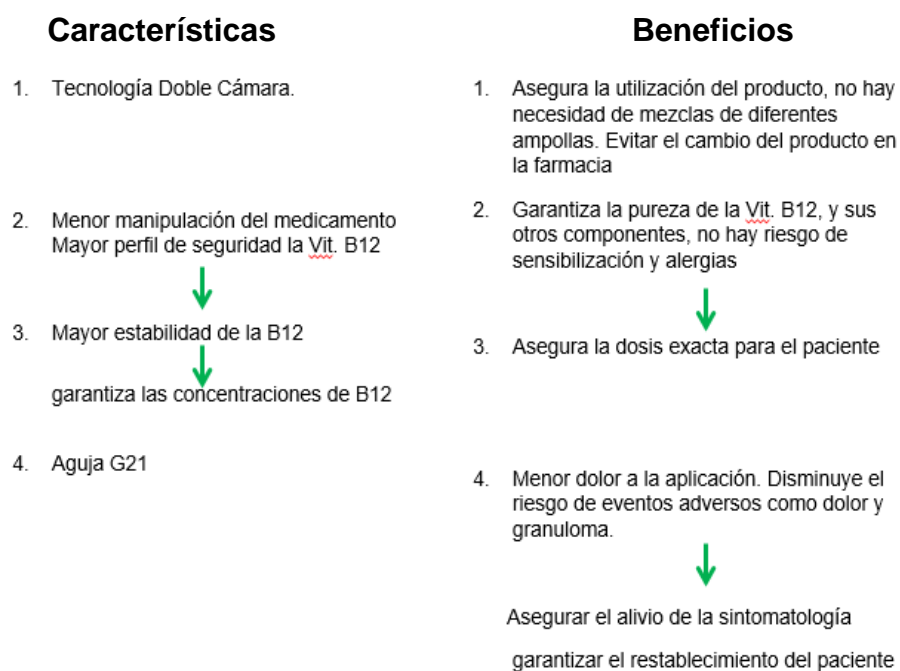 Características
1. Tecnología Doble Cámara.
2. Menor manipulación del medicamento
Mayor perfil de seguridad la Vit. B12
3. Mayor estabilidad de la B12
garantiza las concentraciones de B12
4. Aguja G21
Beneficios
1. Asegura la utilización del producto, no hay
necesidad de mezclas de diferentes
ampollas. Evitar el cambio del producto en
la farmacia
2. Garantiza la pureza de la Vit. B12, y sus
otros componentes, no hay riesgo de
sensibilización y alergias
3. Asegura la dosis exacta para el paciente
4. Menor dolor a la aplicación. Disminuye el
riesgo de eventos adversos como dolor y
granuloma.
Asegurar el alivio de la sintomatología
garantizar el restablecimiento del paciente